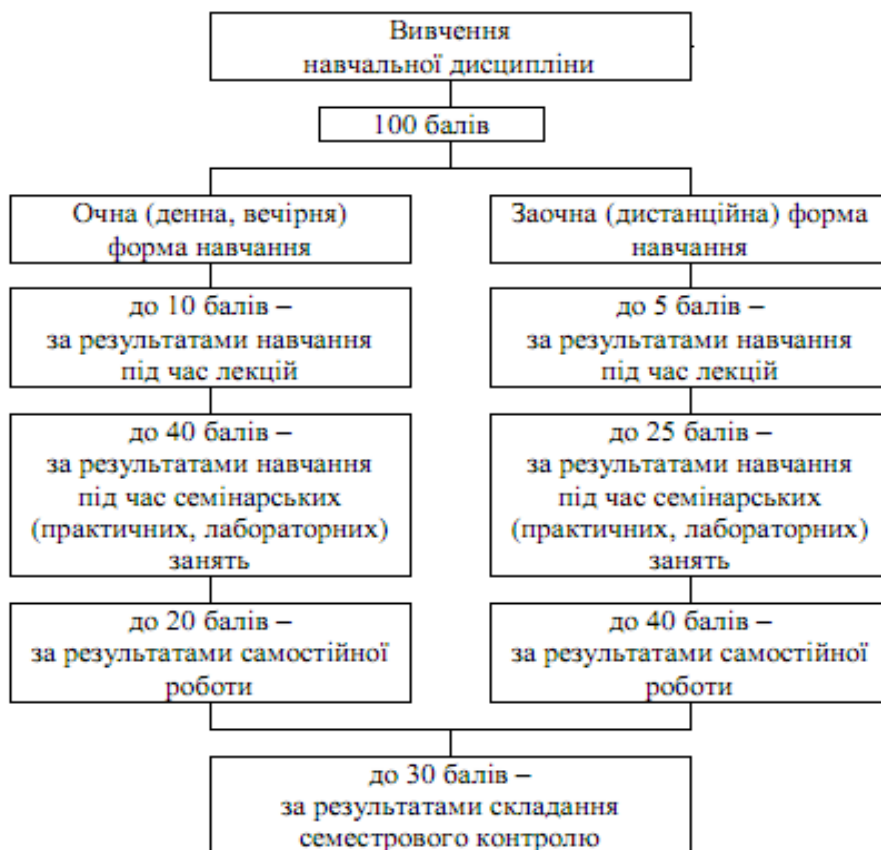 Вивчення
навчальної дисципліни
100 балів
Очна (денна, вечірня)
форма навчання
до 10 балів –
за результатами навчання
під час лекцій
до 40 балів –
за результатами навчання
під час семінарських
(практичних, лабораторних)
занять
до 20 балів –
за результатами самостійної
роботи
Заочна (дистанційна) форма
навчання
до 5 балів –
за результатами навчання
під час лекцій
до 25 балів –
за результатами навчання
під час семінарських
(практичних, лабораторних)
занять
до 40 балів –
за результатами самостійної
роботи
до 30 балів –
за результатами складання
семестрового контролю